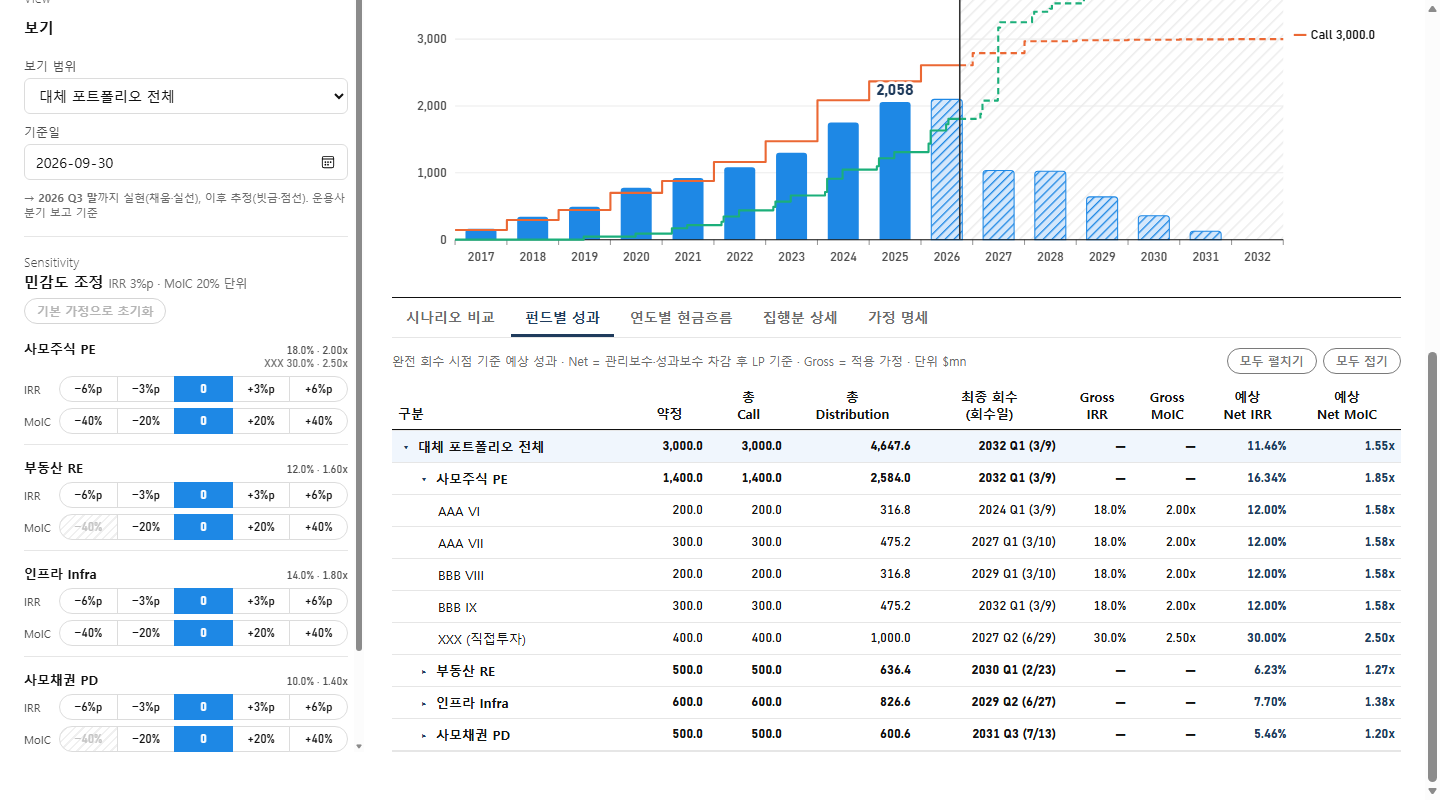 View
보기
보기 범위
대체 포트폴리오 전체
기준일
2026-09-30
→ 2026 Q3 말까지 실현(채움·실선), 이후 추정(빗금·점선). 운용사
분기 보고 기준
Sensitivity
민감도 조정 IRR 3%p · MoIC 20% 단위
기본 가정으로 초기화
사모주식 PE 18.0% · 2.00x
XXX 30.0% · 2.50x
IRR −6%p −3%p 0 +3%p +6%p
MoIC −40% −20% 0 +20% +40%
부동산 RE 12.0% · 1.60x
IRR −6%p −3%p 0 +3%p +6%p
MoIC −40% −20% 0 +20% +40%
인프라 Infra 14.0% · 1.80x
IRR −6%p −3%p 0 +3%p +6%p
MoIC −40% −20% 0 +20% +40%
사모채권 PD 10.0% · 1.40x
IRR −6%p −3%p 0 +3%p +6%p
MoIC −40% −20% 0 +20% +40%
3,000
2,000
1,000
0
2,058
Call 3,000.0
2017 2018 2019 2020 2021 2022 2023 2024 2025 2026 2027 2028 2029 2030 2031 2032
시나리오 비교 펀드별 성과 연도별 현금흐름 집행분 상세 가정 명세
완전 회수 시점 기준 예상 성과 · Net = 관리보수·성과보수 차감 후 LP 기준 · Gross = 적용 가정 · 단위 $mn
모두 펼치기 모두 접기
구분 약정 총 Call 총 Distribution 최종 회수 (회수일) Gross IRR Gross MoIC 예상 Net IRR 예상 Net MoIC
대체 포트폴리오 전체 3,000.0 3,000.0 4,647.6 2032 Q1 (3/9) — — 11.46% 1.55x
사모주식 PE 1,400.0 1,400.0 2,584.0 2032 Q1 (3/9) — — 16.34% 1.85x
AAA VI 200.0 200.0 316.8 2024 Q1 (3/9) 18.0% 2.00x 12.00% 1.58x
AAA VII 300.0 300.0 475.2 2027 Q1 (3/10) 18.0% 2.00x 12.00% 1.58x
BBB VIII 200.0 200.0 316.8 2029 Q1 (3/10) 18.0% 2.00x 12.00% 1.58x
BBB IX 300.0 300.0 475.2 2032 Q1 (3/9) 18.0% 2.00x 12.00% 1.58x
XXX (직접투자) 400.0 400.0 1,000.0 2027 Q2 (6/29) 30.0% 2.50x 30.00% 2.50x
부동산 RE 500.0 500.0 636.4 2030 Q1 (2/23) — — 6.23% 1.27x
인프라 Infra 600.0 600.0 826.6 2029 Q2 (6/27) — — 7.70% 1.38x
사모채권 PD 500.0 500.0 600.6 2031 Q3 (7/13) — — 5.46% 1.20x